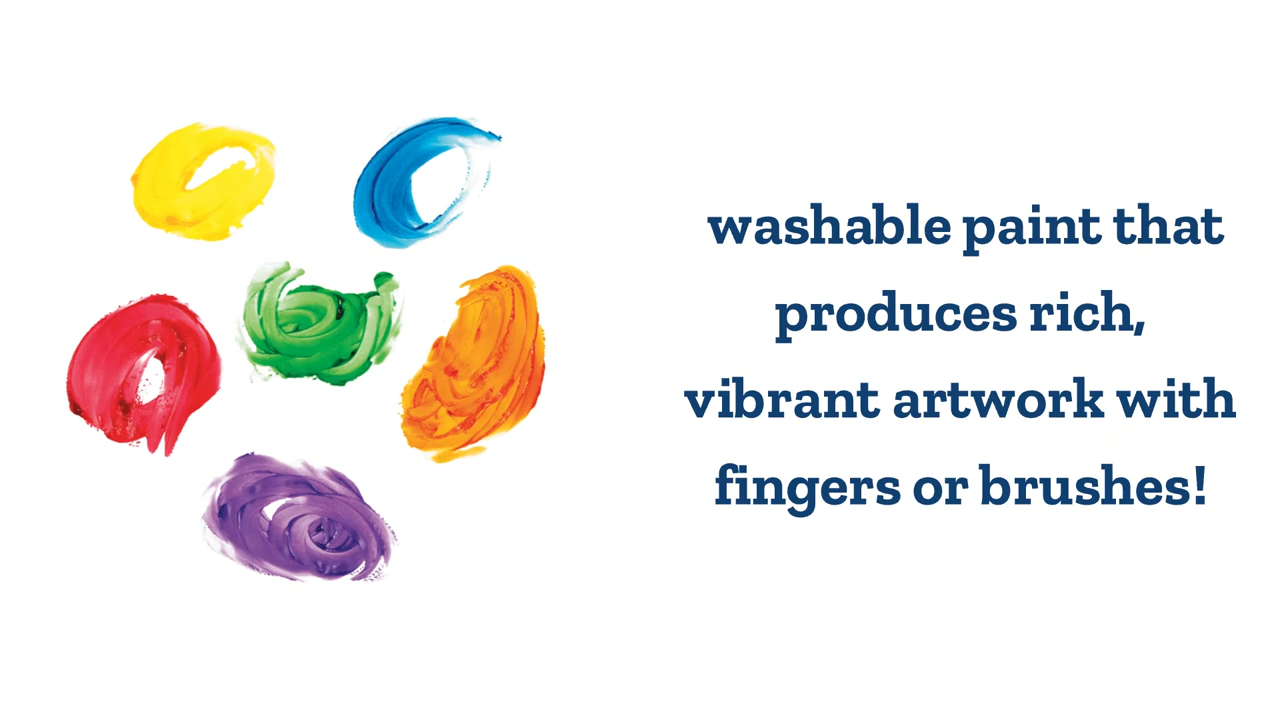 washable paint that
produces rich,
vibrant artwork with
fingers or brushes!